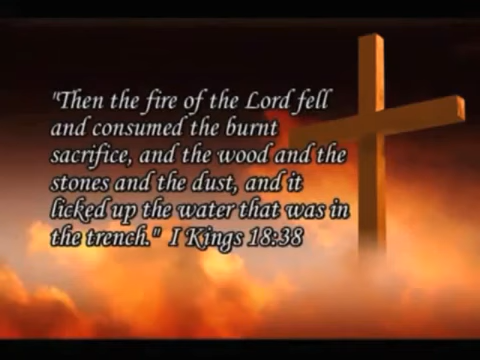 "Then the fire of the Lord fell
and consumed the burnt
sacrifice, and the wood and the
stones and the dust, and it
licked up the water that was in
the trench." I Kings 18:38